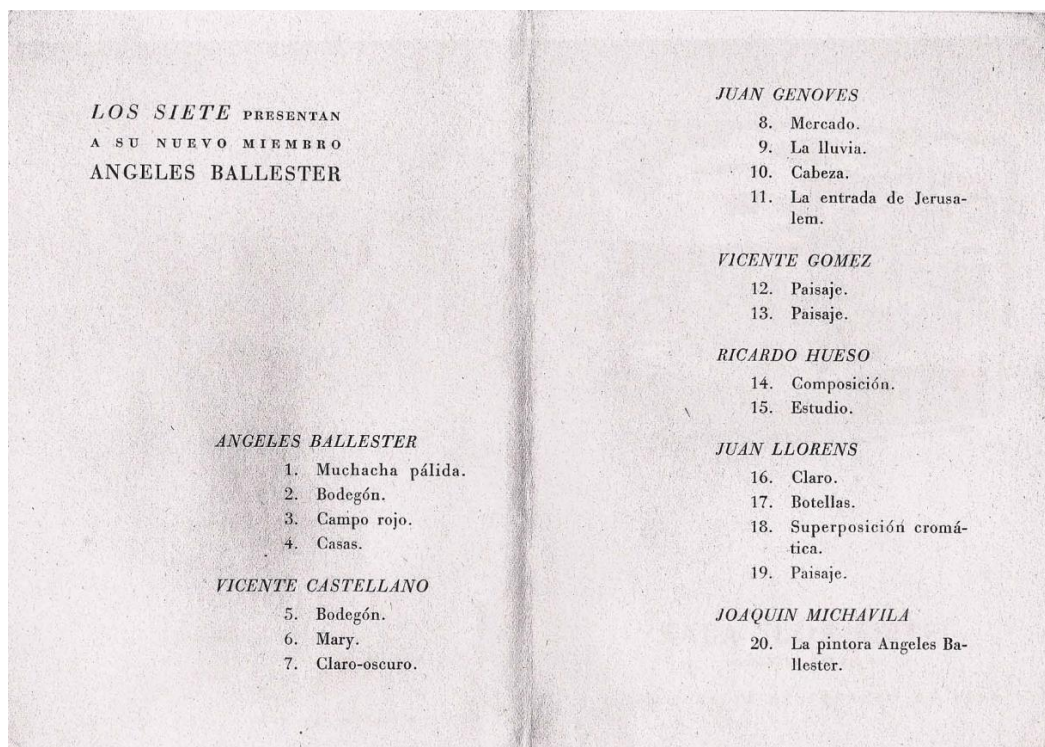 LOS SIETE PRESENTAN
A SU NUEVO MIEMBRO
ANGELES BALLESTER
ANGELES BALLESTER
1. Muchacha pálida.
2. Bodegón.
3. Campo rojo.
4. Casas.
VICENTE CASTELLANO
5. Bodegón.
6. Mary.
7. Claro-oscuro.
JUAN GENOVES
8. Mercado.
9. La lluvia.
10. Cabeza.
11. La entrada de Jerusa-
lem.
VICENTE GOMEZ
12. Paisaje.
13. Paisaje.
RICARDO HUESO
14. Composición.
15. Estudio.
JUAN LLORENS
16. Claro.
17. Botellas.
18. Superposición cromá-
tica.
19. Paisaje.
JOAQUIN MICHAVILA
20. La pintora Angeles Ba-
llester.